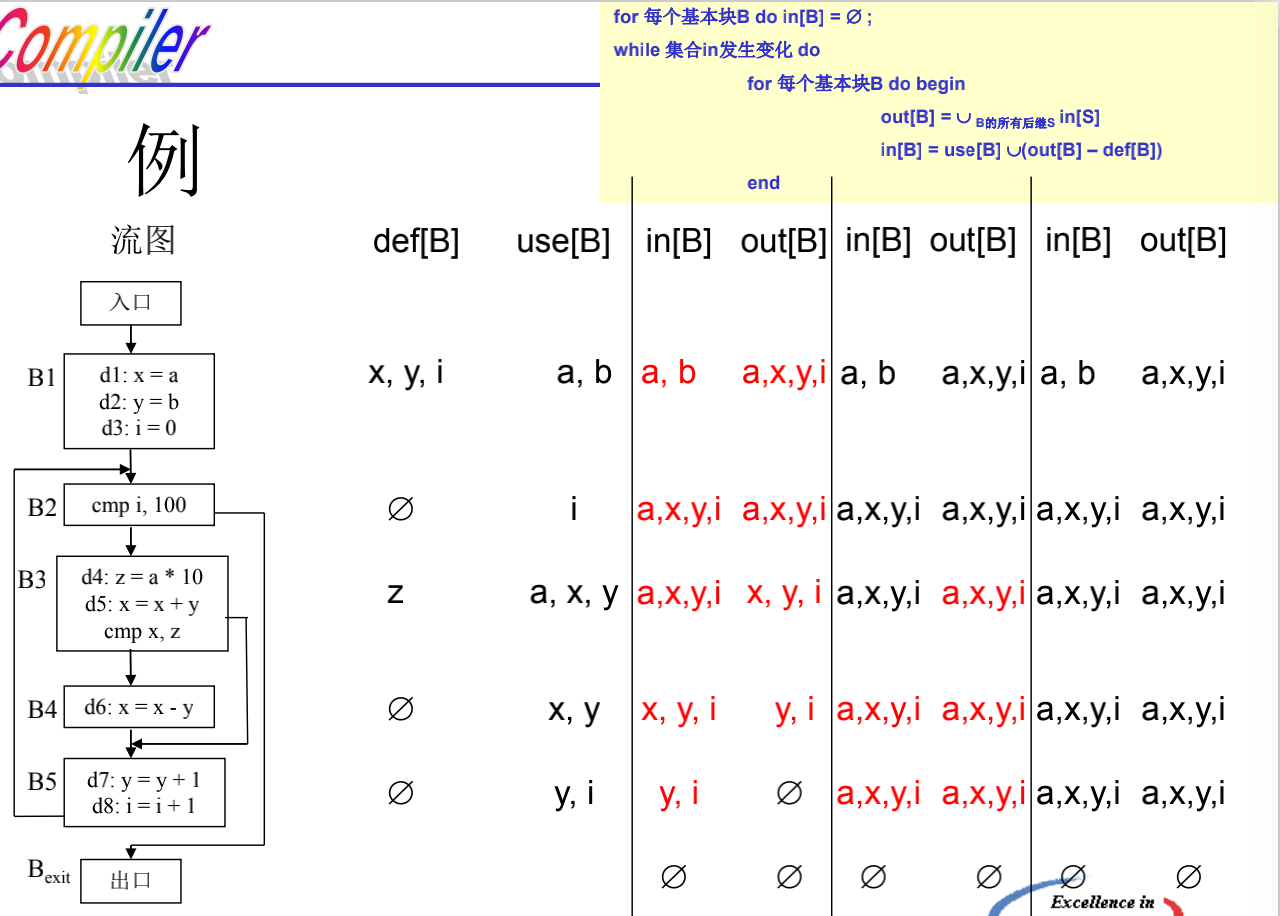 Compiler
for 每个基本块B do in[B] = ∅ ;
while 集合in发生变化 do
for 每个基本块B do begin
out[B] = ∪ B的所有后继S in[S]
in[B] = use[B] ∪(out[B] – def[B])
end
例
流图 def[B] use[B] in[B] out[B] in[B] out[B] in[B] out[B]
入口
B1
d1: x = a
d2: y = b
d3: i = 0
x, y, i a, b a, b a,x,y,i a, b a,x,y,i a, b a,x,y,i
B2 cmp i, 100 ∅ i a,x,y,i a,x,y,i a,x,y,i a,x,y,i a,x,y,i a,x,y,i
B3
d4: z = a * 10
d5: x = x + y
cmp x, z
z a, x, y a,x,y,i x, y, i a,x,y,i a,x,y,i a,x,y,i a,x,y,i
B4 d6: x = x - y ∅ x, y x, y, i y, i a,x,y,i a,x,y,i a,x,y,i a,x,y,i
B5
d7: y = y + 1
d8: i = i + 1
∅ y, i y, i ∅ a,x,y,i a,x,y,i a,x,y,i a,x,y,i
Bexit 出口 ∅ ∅ ∅ ∅ ∅ ∅
Excellence in